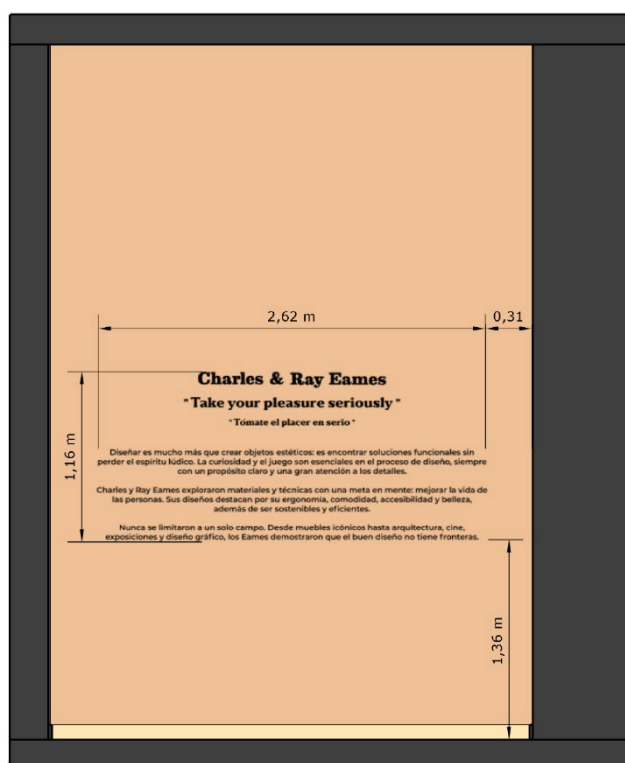 2,62 m
0,31
Charles & Ray Eames
"Take your pleasure seriously"
"Tómate el placer en serio"
1,16 m
Diseñar es mucho más que crear objetos estéticos: es encontrar soluciones funcionales sin
perder el espíritu lúdico. La curiosidad y el juego son esenciales en el proceso de diseño, siempre
con un propósito claro y una gran atención a los detalles.
Charles y Ray Eames exploraron materiales y técnicas con una meta en mente: mejorar la vida de
las personas. Sus diseños destacan por su ergonomía, comodidad, accesibilidad y belleza,
además de ser sostenibles y eficientes.
Nunca se limitaron a un solo campo. Desde muebles icónicos hasta arquitectura, cine,
exposiciones y diseño gráfico, los Eames demostraron que el buen diseño no tiene fronteras.
1,36 m